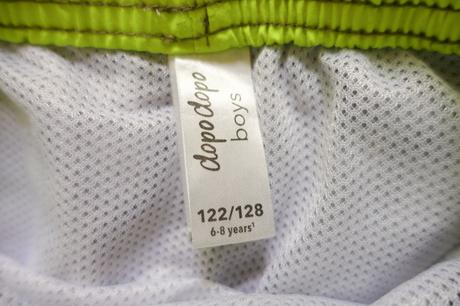 dopodopo
boys
122/128
6-8 years¹